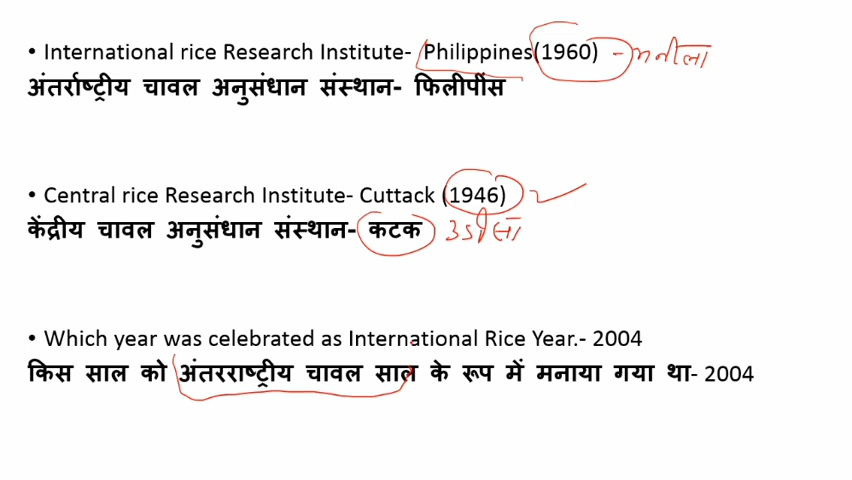 • International rice Research Institute- Philippines(1960) - मनीला
अंतर्राष्ट्रीय चावल अनुसंधान संस्थान- फिलीपींस
• Central rice Research Institute- Cuttack (1946)
केंद्रीय चावल अनुसंधान संस्थान- कटक उड़ीसा
• Which year was celebrated as International Rice Year.- 2004
किस साल को अंतरराष्ट्रीय चावल साल के रूप में मनाया गया था- 2004